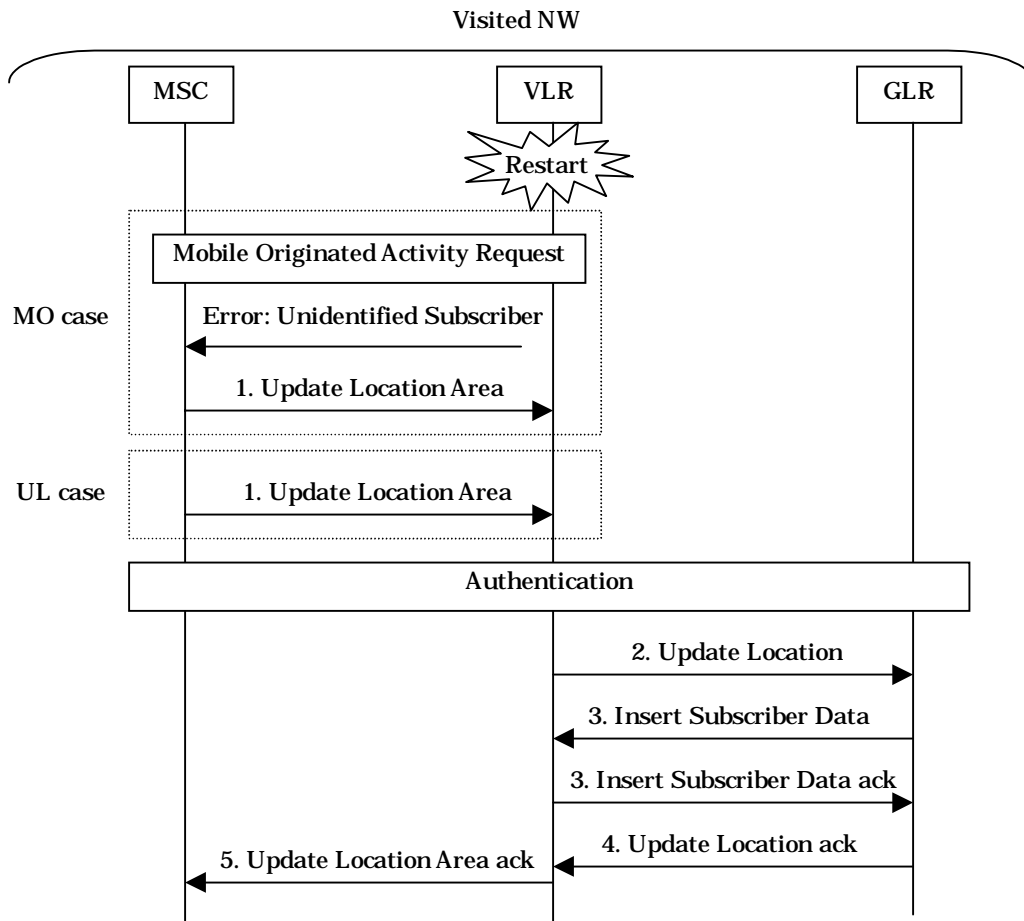 Visited NW
MSC
VLR
GLR
Restart
Mobile Originated Activity Request
MO case
Error: Unidentified Subscriber
1. Update Location Area
UL case
1. Update Location Area
Authentication
2. Update Location
3. Insert Subscriber Data
3. Insert Subscriber Data ack
4. Update Location ack
5. Update Location Area ack